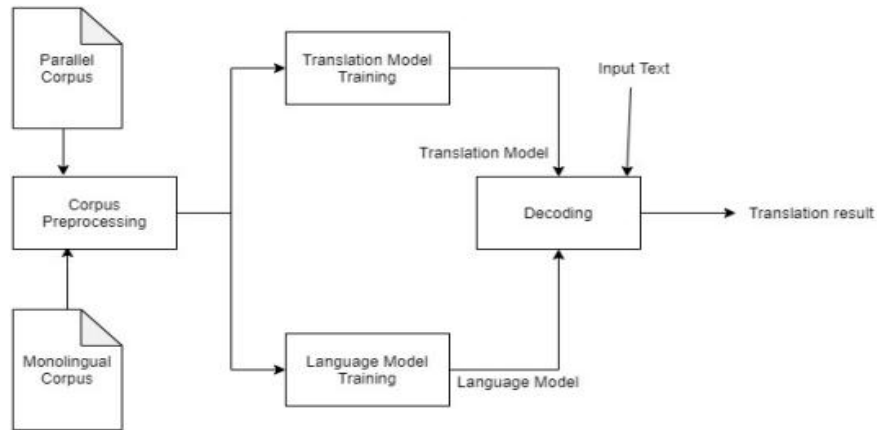 Parallel
Corpus
Translation Model
Training
Input Text
Translation Model
Corpus
Preprocessing
Decoding
Translation result
Monolingual
Corpus
Language Model
Training
Language Model